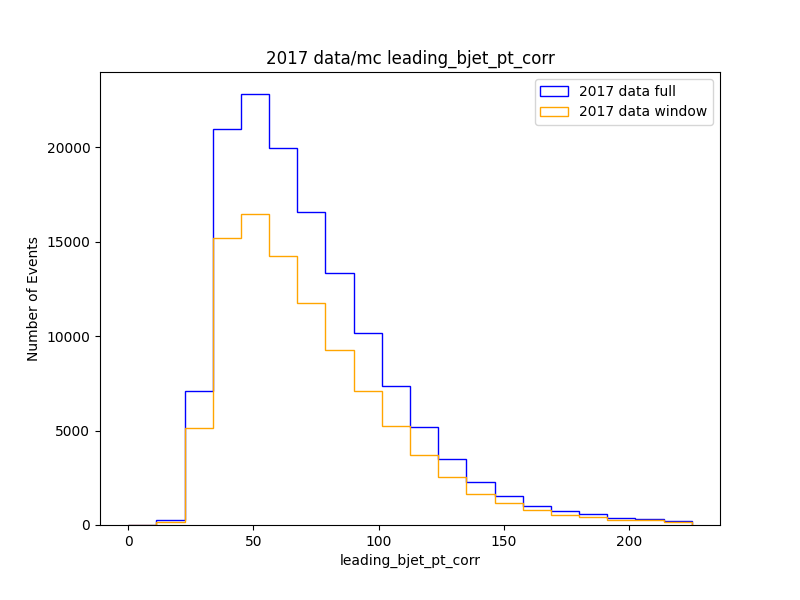 2017 data/mc leading_bjet_pt_corr
2017 data full
2017 data window
Number of Events
20000
15000
10000
5000
0
0 50 100 150 200
leading_bjet_pt_corr